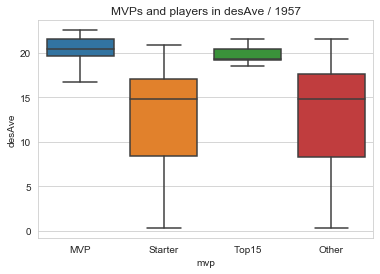 MVPs and players in desAve / 1957
desAve
20
15
10
5
0
MVP Starter Top15 Other
mvp